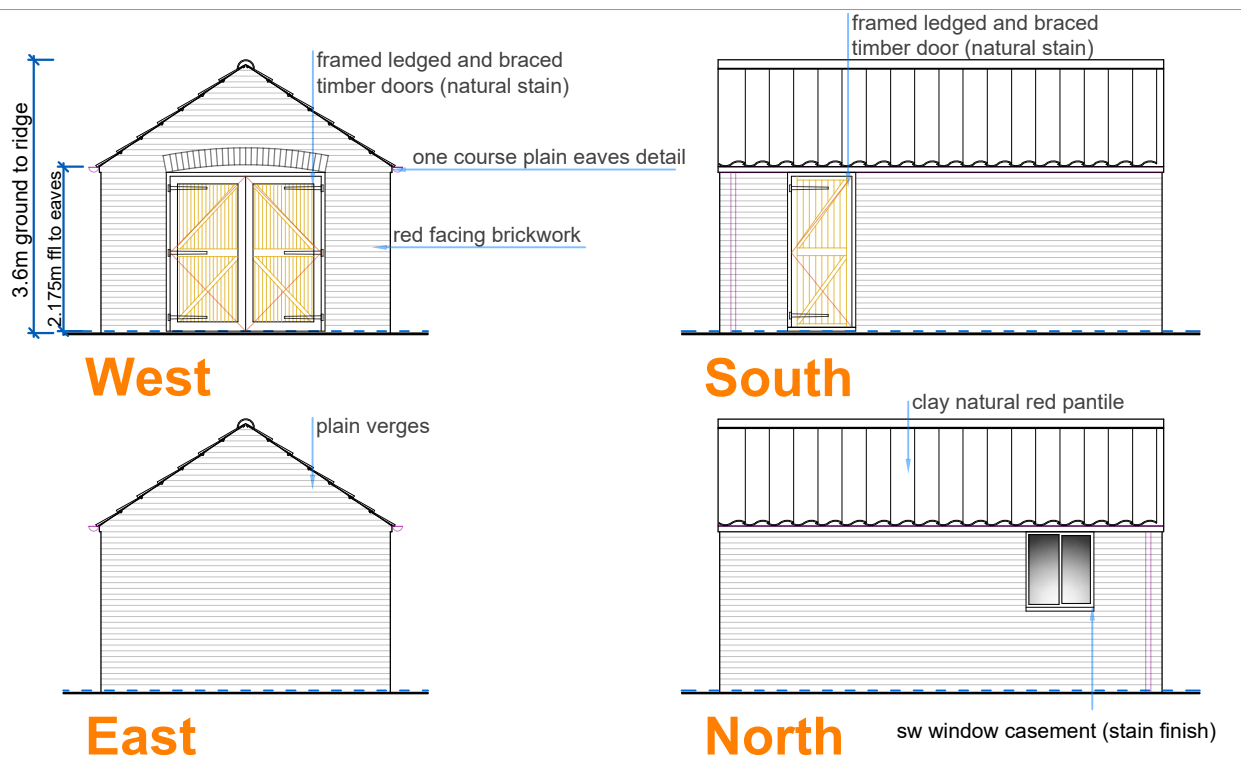 framed ledged and braced
timber doors (natural stain)
3.6m ground to ridge
2.175m ffl to eaves
one course plain eaves detail
red facing brickwork
West
framed ledged and braced
timber door (natural stain)
South
plain verges
East
clay natural red pantile
North
sw window casement (stain finish)